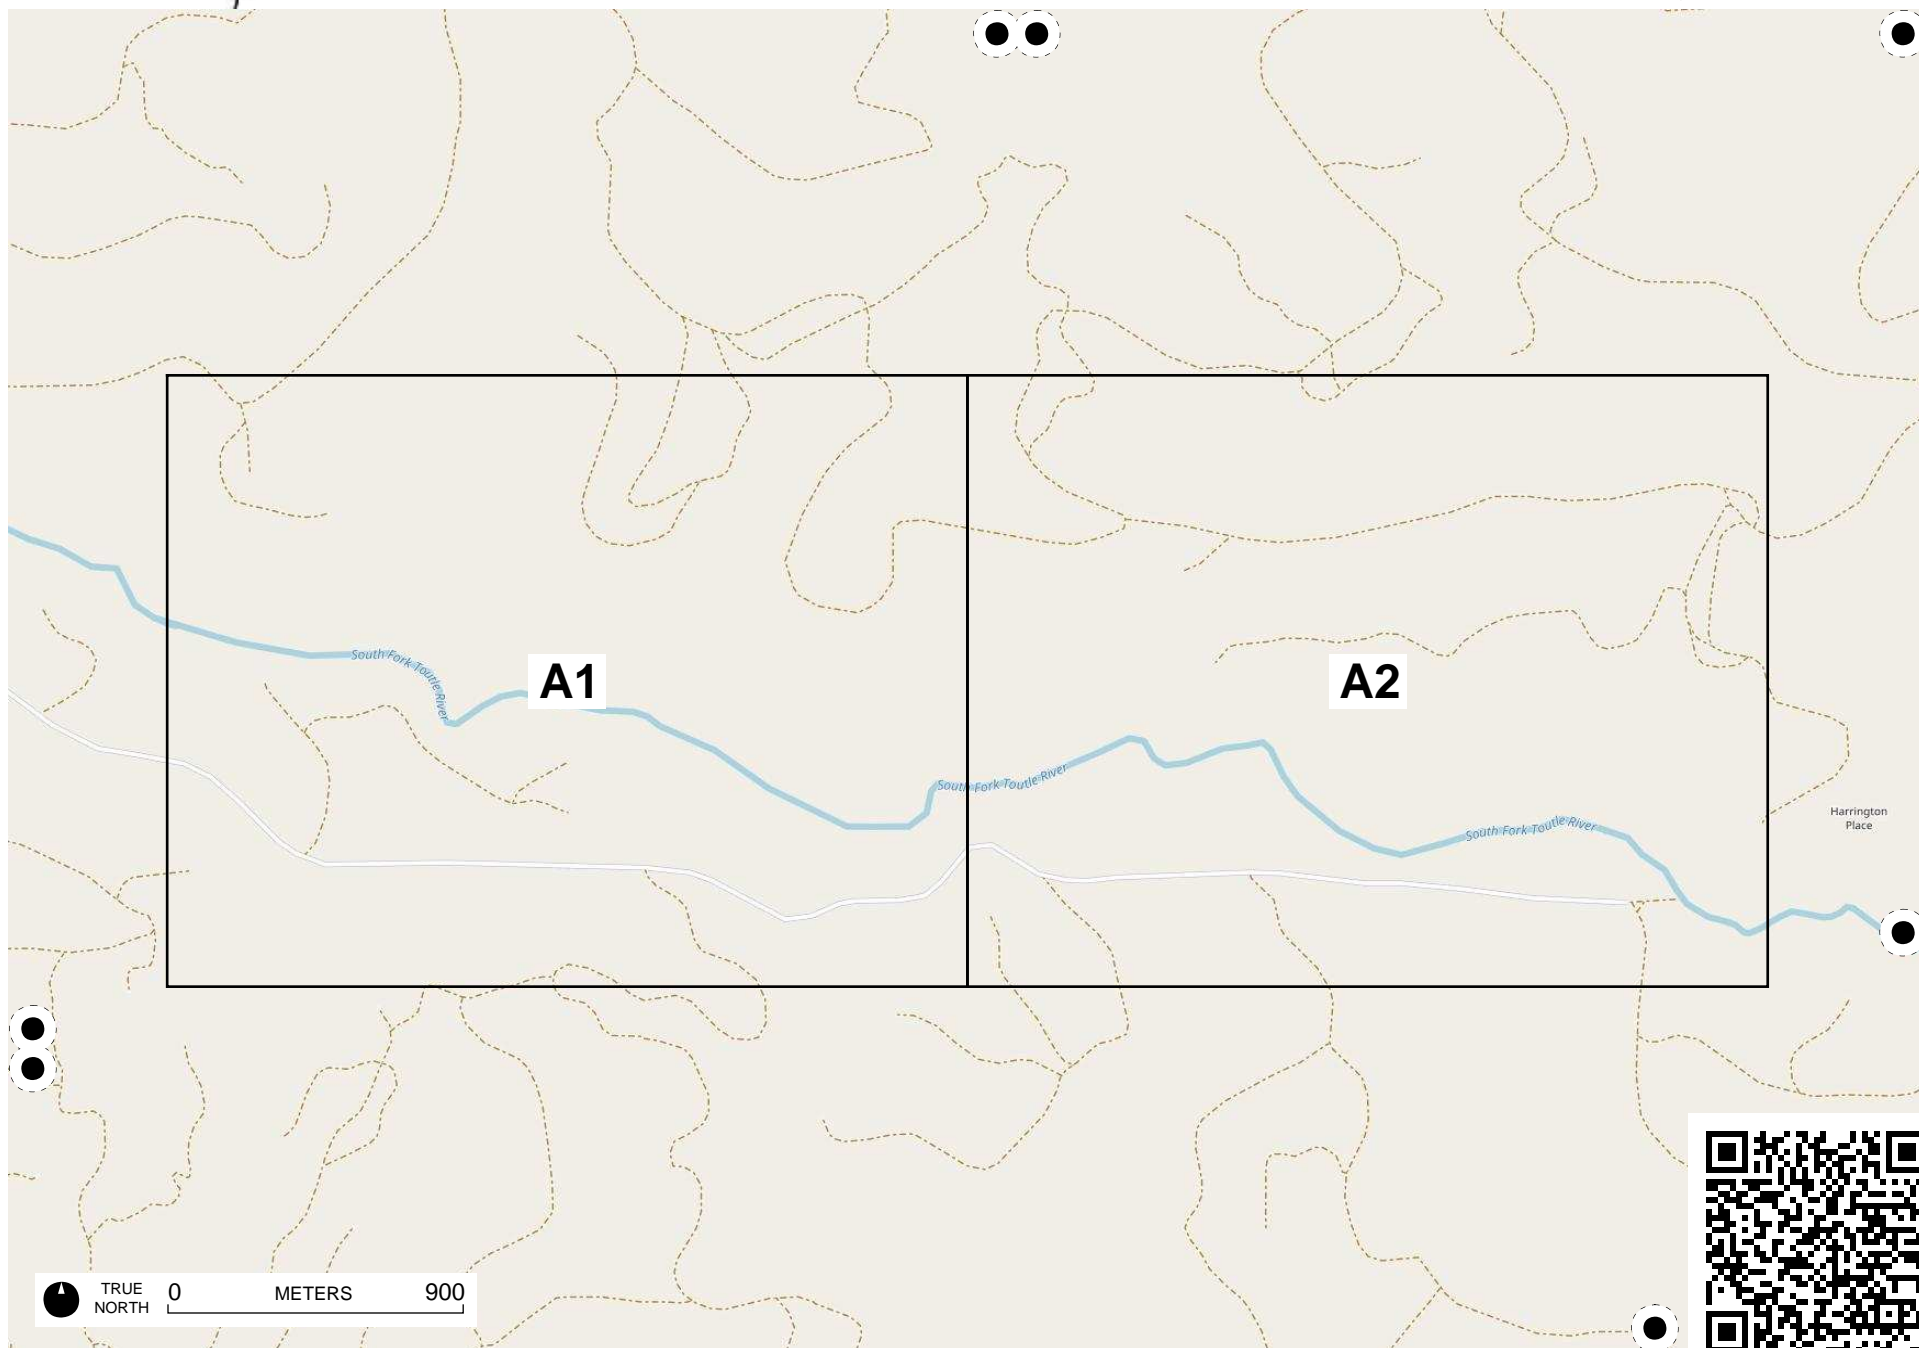 South Fork Toutle River
A1
A2
South Fork Toutle River
Harrington
Place
South Fork Toutle River
TRUE
NORTH
0
METERS
900